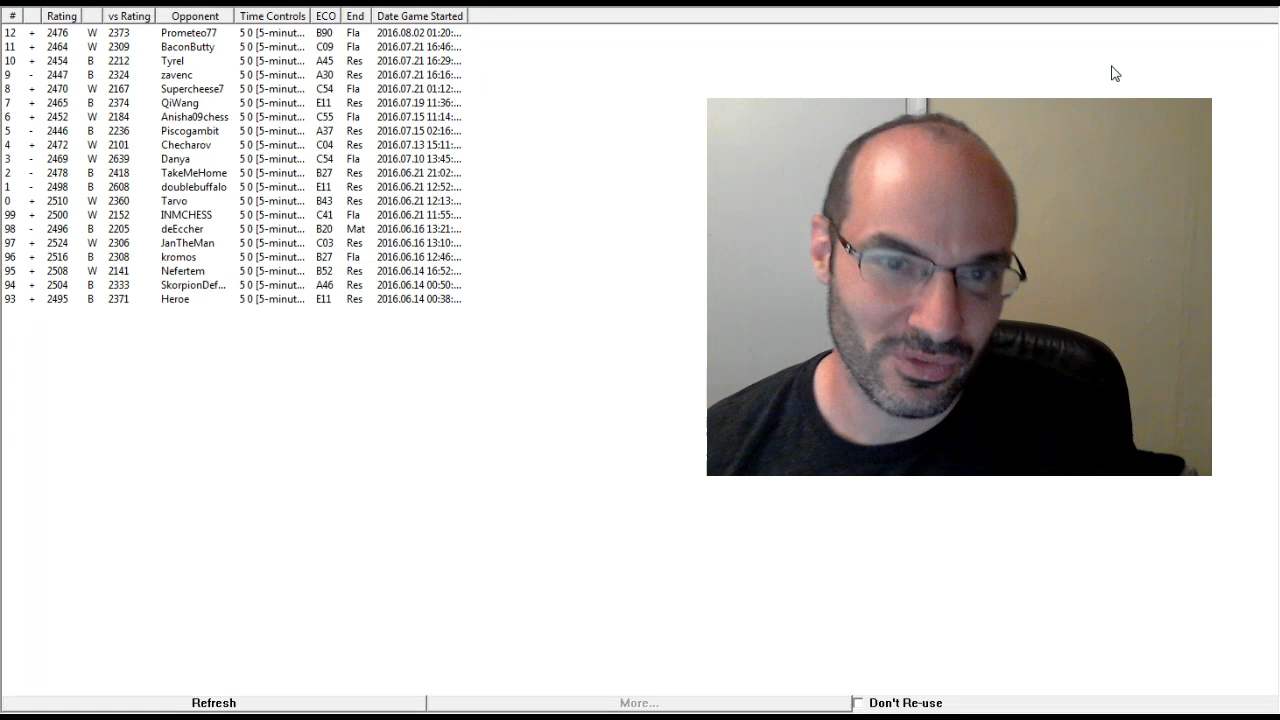 # Rating vs Rating Opponent Time Controls ECO End Date Game Started
12 + 2476 W 2373 Prometeo77 5 0 [5-minut... B90 Fla 2016.08.02 01:20:...
11 + 2464 W 2309 BaconButty 5 0 [5-minut... C09 Fla 2016.07.21 16:46:...
10 + 2454 B 2212 Tyrel 5 0 [5-minut... A45 Res 2016.07.21 16:29:...
9 - 2447 B 2324 zavenc 5 0 [5-minut... A30 Res 2016.07.21 16:16:...
8 + 2470 W 2167 Supercheese7 5 0 [5-minut... C54 Fla 2016.07.21 01:12:...
7 + 2465 B 2374 QiWang 5 0 [5-minut... E11 Res 2016.07.19 11:36:...
6 + 2452 W 2184 Anisha09chess 5 0 [5-minut... C55 Fla 2016.07.15 11:14:...
5 - 2446 B 2236 Piscogambit 5 0 [5-minut... A37 Res 2016.07.15 02:16:...
4 + 2472 W 2101 Checharov 5 0 [5-minut... C04 Res 2016.07.13 15:11:...
3 - 2469 W 2639 Danya 5 0 [5-minut... C54 Fla 2016.07.10 13:45:...
2 - 2478 B 2418 TakeMeHome 5 0 [5-minut... B27 Res 2016.06.21 21:02:...
1 - 2498 B 2608 doublebuffalo 5 0 [5-minut... E11 Res 2016.06.21 12:52:...
0 + 2510 W 2360 Tarvo 5 0 [5-minut... B43 Res 2016.06.21 12:13:...
99 + 2500 W 2152 INMCHESS 5 0 [5-minut... C41 Fla 2016.06.21 11:55:...
98 - 2496 B 2205 deEccher 5 0 [5-minut... B20 Mat 2016.06.16 13:21:...
97 + 2524 W 2306 JanTheMan 5 0 [5-minut... C03 Res 2016.06.16 13:10:...
96 + 2516 B 2308 kromos 5 0 [5-minut... B27 Fla 2016.06.16 12:46:...
95 + 2508 W 2141 Nefertem 5 0 [5-minut... B52 Res 2016.06.14 16:52:...
94 + 2504 B 2333 SkorpionDef... 5 0 [5-minut... A46 Res 2016.06.14 00:50:...
93 + 2495 B 2371 Heroe 5 0 [5-minut... E11 Res 2016.06.14 00:38:...
Refresh More... Don't Re-use